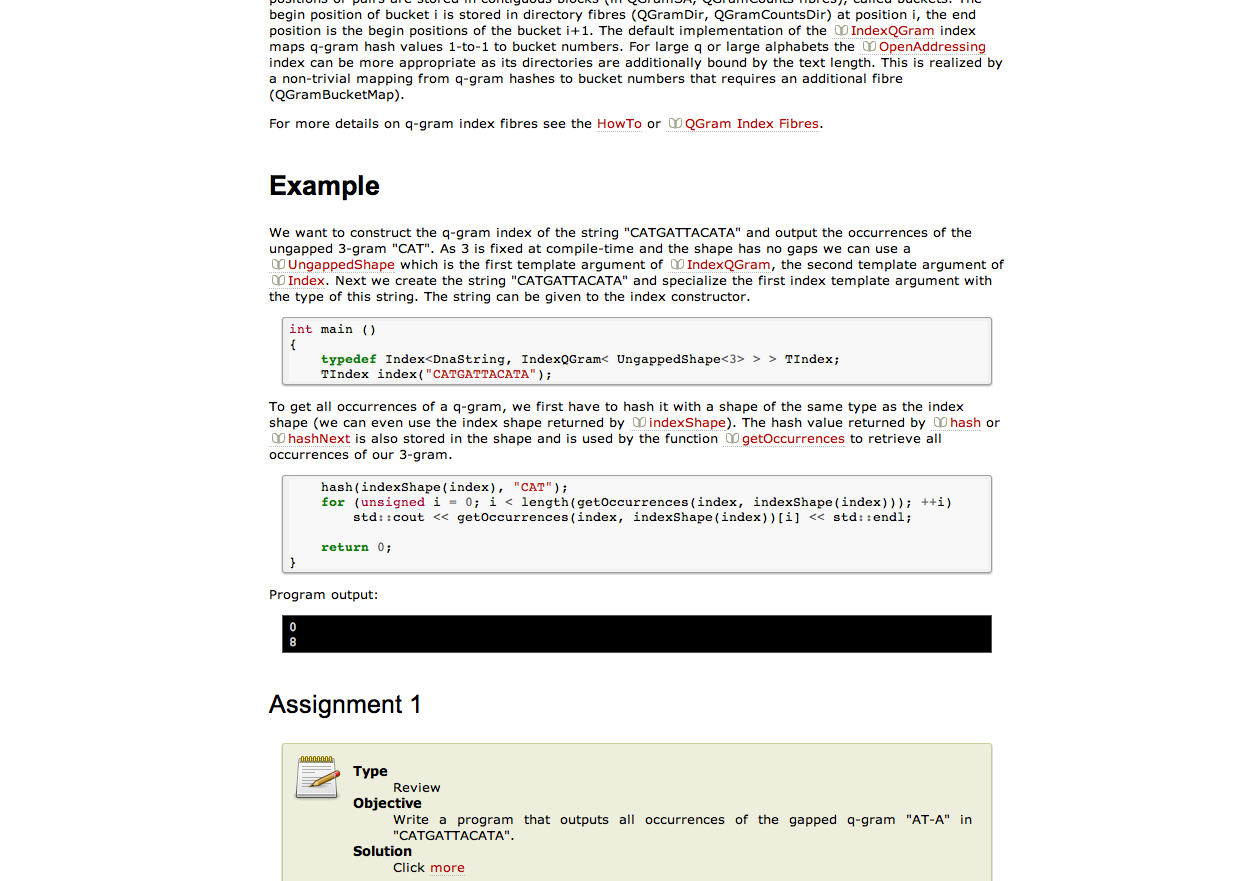 positions or pairs are stored in contiguous blocks (in QGramSA, QGramCounts fibres), called buckets. The
begin position of bucket i is stored in directory fibres (QGramDir, QGramCountsDir) at position i, the end
position is the begin positions of the bucket i+1. The default implementation of the IndexQGram index
maps q-gram hash values 1-to-1 to bucket numbers. For large q or large alphabets the OpenAddressing
index can be more appropriate as its directories are additionally bound by the text length. This is realized by
a non-trivial mapping from q-gram hashes to bucket numbers that requires an additional fibre
(QGramBucketMap).
For more details on q-gram index fibres see the HowTo or QGram Index Fibres.
Example
We want to construct the q-gram index of the string "CATGATTACATA" and output the occurrences of the
ungapped 3-gram "CAT". As 3 is fixed at compile-time and the shape has no gaps we can use a
UngappedShape which is the first template argument of IndexQGram, the second template argument of
Index. Next we create the string "CATGATTACATA" and specialize the first index template argument with
the type of this string. The string can be given to the index constructor.
int main ()
{
    typedef Index<DnaString, IndexQGram< UngappedShape<3> > > TIndex;
    TIndex index("CATGATTACATA");
To get all occurrences of a q-gram, we first have to hash it with a shape of the same type as the index
shape (we can even use the index shape returned by indexShape). The hash value returned by hash or
hashNext is also stored in the shape and is used by the function getOccurrences to retrieve all
occurrences of our 3-gram.
    hash(indexShape(index), "CAT");
    for (unsigned i = 0; i < length(getOccurrences(index, indexShape(index))); ++i)
        std::cout << getOccurrences(index, indexShape(index))[i] << std::endl;
    return 0;
}
Program output:
0
8
Assignment 1
Type
Review
Objective
Write a program that outputs all occurrences of the gapped q-gram "AT-A" in
"CATGATTACATA".
Solution
Click more